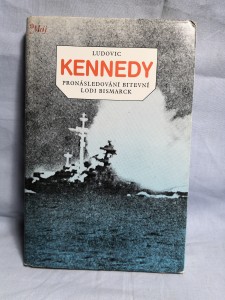 LUDOVIC
KENNEDY
PRONÁSLEDOVÁNÍ BITEVNÍ
LODI BISMARCK